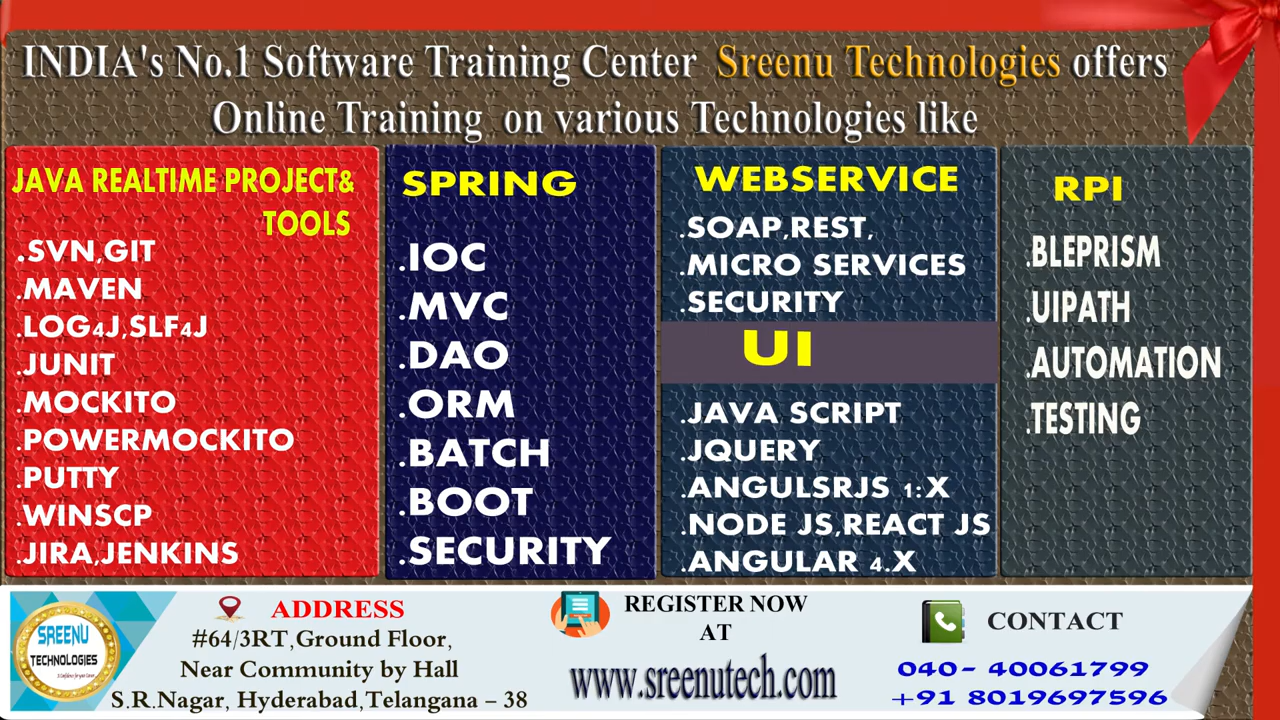 INDIA's No.1 Software Training Center Sreenu Technologies offers
Online Training on various Technologies like
JAVA REALTIME PROJECT&
TOOLS
.SVN,GIT
.MAVEN
.LOG4J,SLF4J
.JUNIT
.MOCKITO
.POWERMOCKITO
.PUTTY
.WINSCP
.JIRA,JENKINS
SPRING
.IOC
.MVC
.DAO
.ORM
.BATCH
.BOOT
.SECURITY
WEBSERVICE
.SOAP,REST,
.MICRO SERVICES
.SECURITY
UI
.JAVA SCRIPT
.JQUERY
.ANGULSRJS 1:X
.NODE JS,REACT JS
.ANGULAR 4.X
RPI
.BLEPRISM
.UIPATH
.AUTOMATION
.TESTING
SREENU
TECHNOLOGIES
ADDRESS
#64/3RT,Ground Floor,
Near Community by Hall
S.R.Nagar, Hyderabad,Telangana – 38
REGISTER NOW
AT
www.sreenutech.com
CONTACT
040- 40061799
+91 8019697596